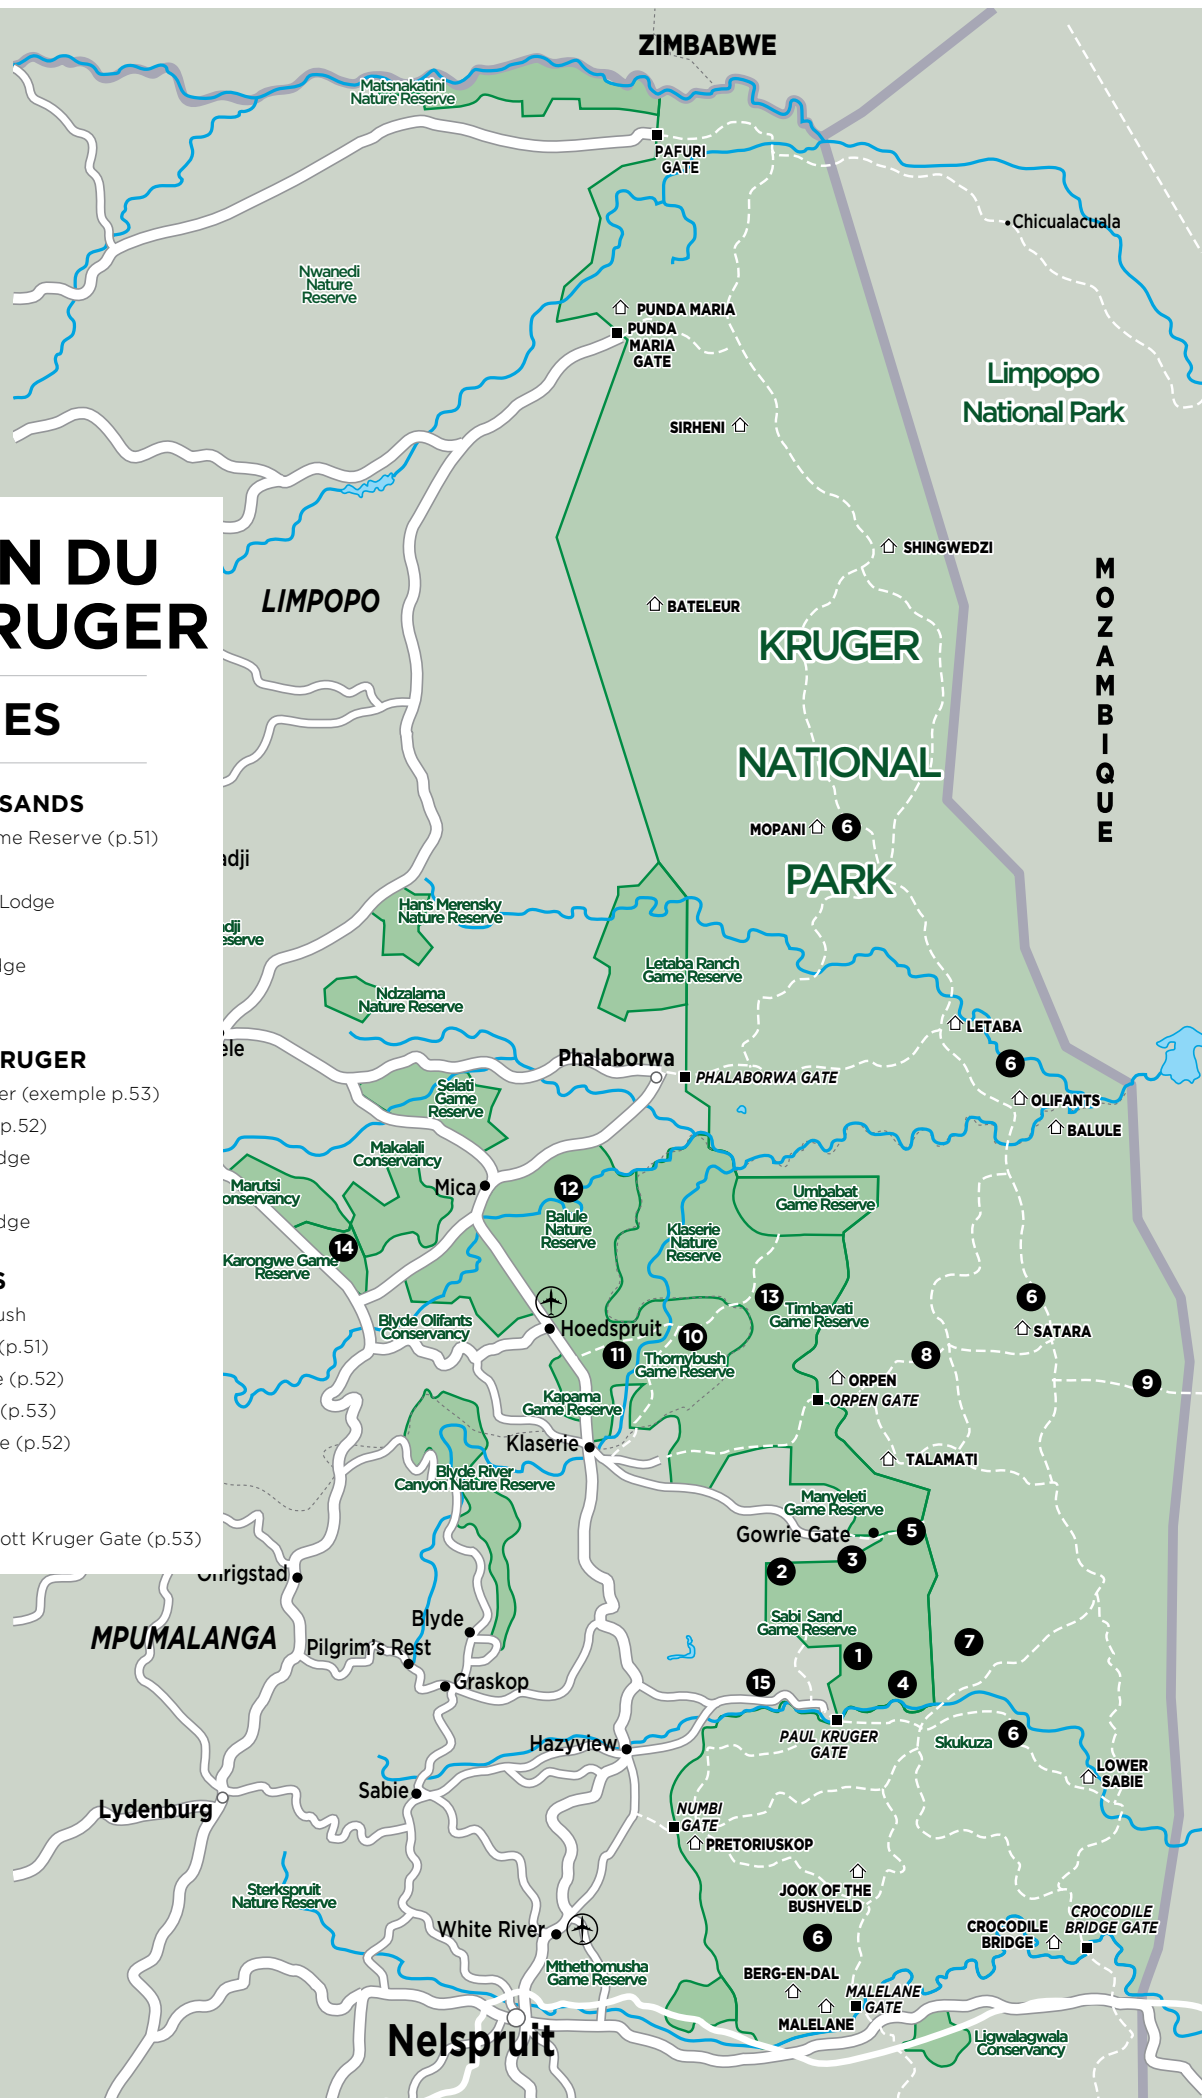 ZIMBABWE
Matsnakatini
Nature Reserve
PAFURI
GATE
Chicualacuala
Nwanedi
Nature
Reserve
PUNDA MARIA
PUNDA
MARIA
GATE
Limpopo
National Park
SIRHENI
SHINGWEDZI
N DU
RUGER
LIMPOPO
BATELEUR
KRUGER
NATIONAL
PARK
MOZAMBIQUE
ES
SANDS
me Reserve (p.51)
Lodge
dge
RUGER
er (exemple p.53)
p.52)
dge
dge
S
ush
(p.51)
e (p.52)
(p.53)
e (p.52)
ott Kruger Gate (p.53)
MOPANI
6
adji
Hans Merensky
Nature Reserve
adji
eserve
Letaba Ranch
Game Reserve
Ndzalama
Nature Reserve
LETABA
ele
Phalaborwa
PHALABORWA GATE
6
Selati
Game
Reserve
OLIFANTS
BALULE
Makalali
Conservancy
Marutsi
onservancy
Mica
12
Balule
Nature
Reserve
Umbabat
Game Reserve
Klaserie
Nature
Reserve
14
Karongwe Game
Reserve
13
Timbavati
Game Reserve
6
SATARA
Blyde Olifants
Conservancy
Hoedspruit
10
11
Thornybush
Game Reserve
8
9
ORPEN
ORPEN GATE
Kapama
Game Reserve
Klaserie
TALAMATI
Blyde River
Canyon Nature Reserve
Manyeleti
Game Reserve
Gowrie Gate
5
3
2
Ohrigstad
Sabi Sand
Game Reserve
Blyde
MPUMALANGA
Pilgrim's Rest
1
7
Graskop
15
4
PAUL KRUGER
GATE
Skukuza
6
Hazyview
LOWER
SABIE
Sabie
Lydenburg
NUMBI
GATE
PRETORIUSKOP
JOOK OF THE
BUSHVELD
Sterkspruit
Nature Reserve
White River
6
CROCODILE
BRIDGE
CROCODILE
BRIDGE GATE
Mthethomusha
Game Reserve
BERG-EN-DAL
MALELANE
GATE
MALELANE
Nelspruit
Ligwalagwala
Conservancy